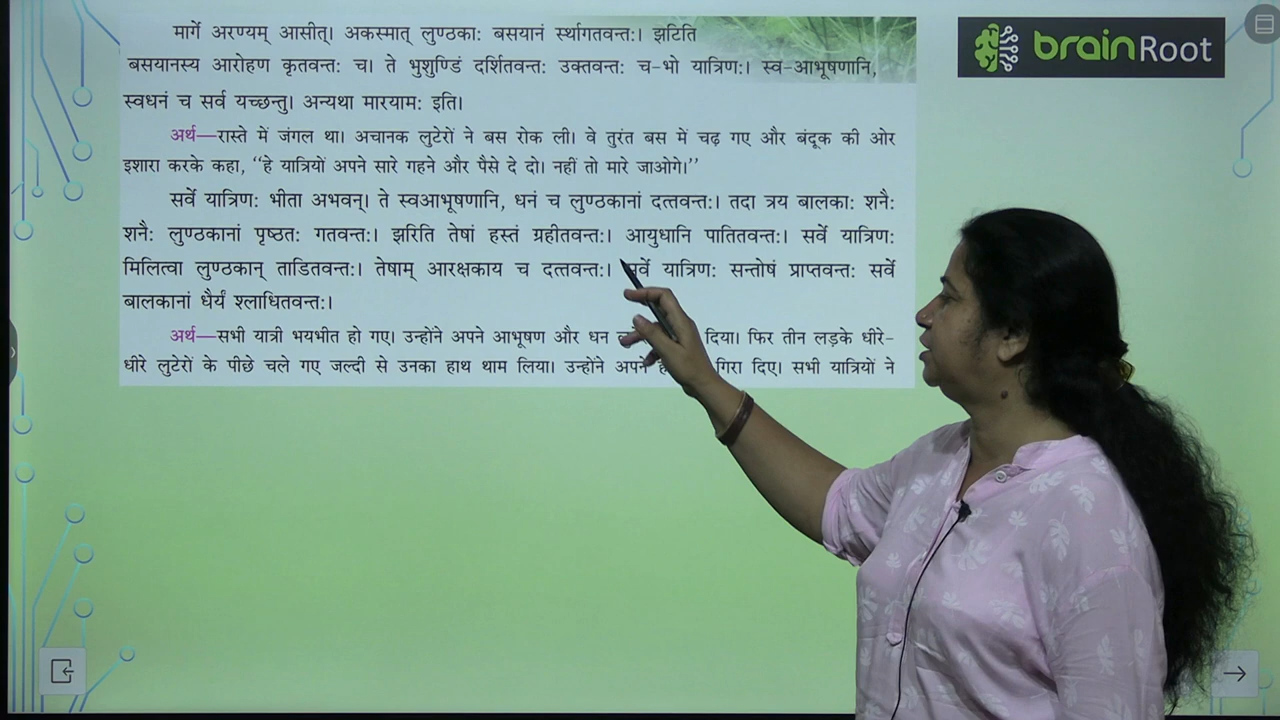 मार्गे अरण्यम् आसीत्। अकस्मात् लुण्ठकाः बसयानं स्थागितवन्तः। झटिति
बसयानस्य आरोहण कृतवन्तः च। ते भुशुण्डिं दर्शितवन्तः उक्तवन्तः च-भो यात्रिणः। स्व-आभूषणानि,
स्वधनं च सर्व यच्छन्तु। अन्यथा मारयामः इति।
अर्थ—रास्ते में जंगल था। अचानक लुटेरों ने बस रोक ली। वे तुरंत बस में चढ़ गए और बंदूक की ओर
इशारा करके कहा, ‘‘हे यात्रियों अपने सारे गहने और पैसे दे दो। नहीं तो मारे जाओगे।’’
सर्वे यात्रिणः भीता अभवन्। ते स्वआभूषणानि, धनं च लुण्ठकानां दत्तवन्तः। तदा त्रय बालकाः शनैः
शनैः लुण्ठकानां पृष्ठतः गतवन्तः। झरिति तेषां हस्तं ग्रहीतवन्तः। आयुधानि पातितवन्तः। सर्वे यात्रिणः
मिलित्वा लुण्ठकान् ताडितवन्तः। तेषाम् आरक्षकाय च दत्तवन्तः। सर्वे यात्रिणः सन्तोषं प्राप्तवन्तः सर्वे
बालकानां धैर्यं श्लाधितवन्तः।
अर्थ—सभी यात्री भयभीत हो गए। उन्होंने अपने आभूषण और धन दिया। फिर तीन लड़के धीरे-
धीरे लुटेरों के पीछे चले गए जल्दी से उनका हाथ थाम लिया। उन्होंने अपने गिरा दिए। सभी यात्रियों ने
brainRoot